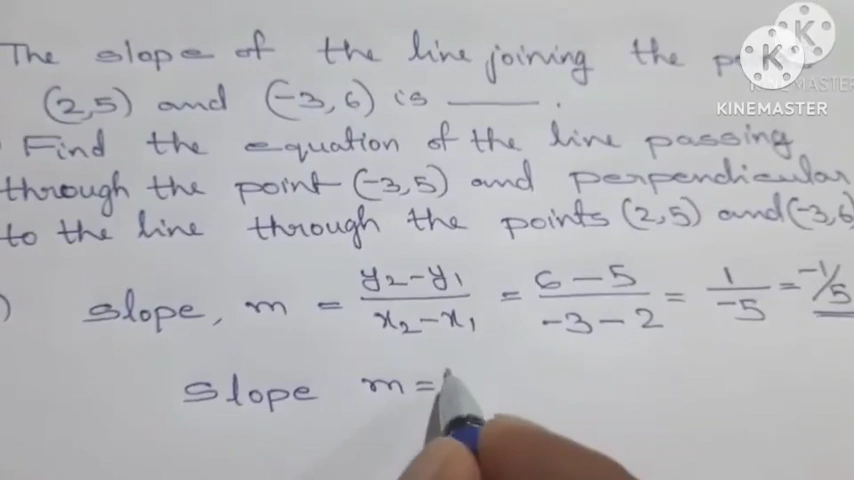 The slope of the line joining the
(2,5) and (-3,6) is ______.
Find the equation of the line passing
through the point (-3,5) and perpendicular
to the line through the points (2,5) and (-3,6)
) slope, m = y₂-y₁/x₂-x₁ = 6-5/-3-2 = 1/-5 = -1/5
slope m =
KINEMASTER
KINEMASTER